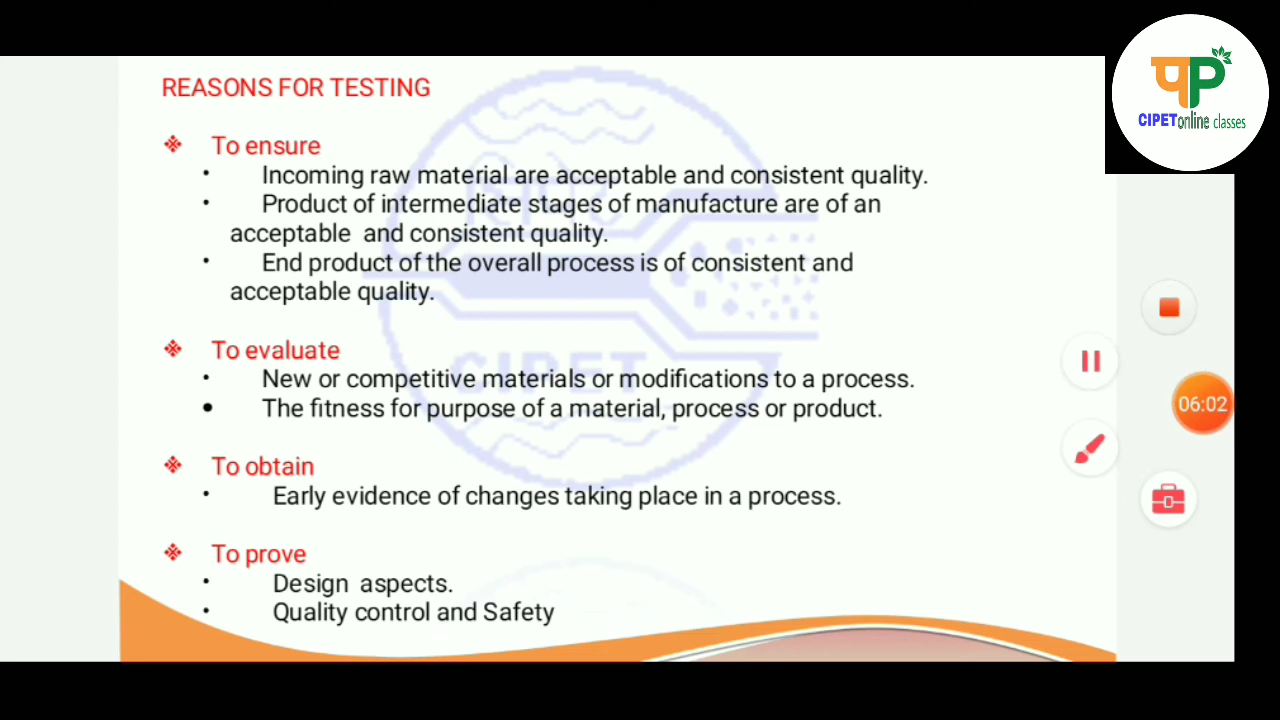 REASONS FOR TESTING
❖ To ensure
• Incoming raw material are acceptable and consistent quality.
• Product of intermediate stages of manufacture are of an
acceptable and consistent quality.
• End product of the overall process is of consistent and
acceptable quality.
❖ To evaluate
• New or competitive materials or modifications to a process.
• The fitness for purpose of a material, process or product.
❖ To obtain
• Early evidence of changes taking place in a process.
❖ To prove
• Design aspects.
• Quality control and Safety
CIPET
पP
CIPET online classes
06:02